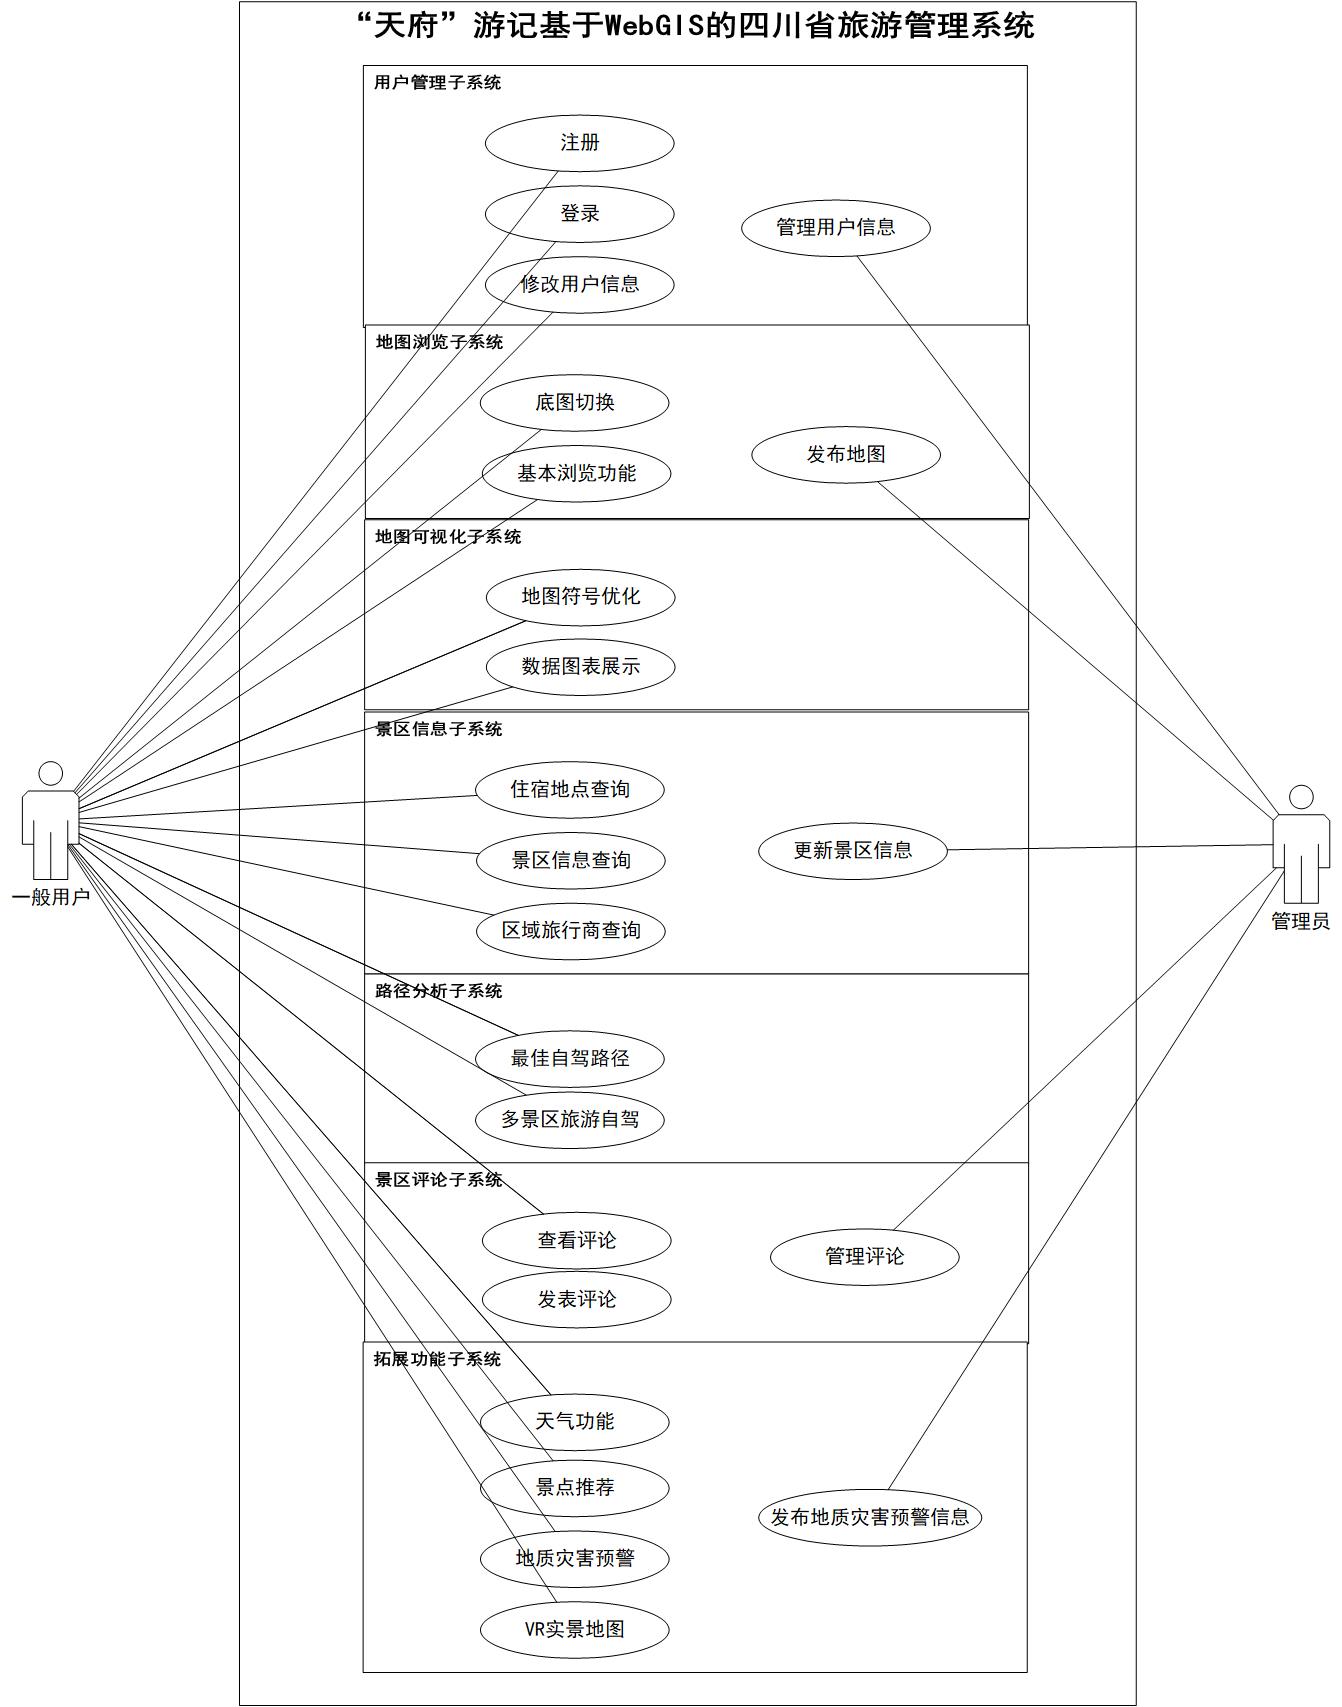 “天府”游记基于WebGIS的四川省旅游管理系统
用户管理子系统
注册
登录
管理用户信息
修改用户信息
地图浏览子系统
底图切换
发布地图
基本浏览功能
地图可视化子系统
地图符号优化
数据图表展示
景区信息子系统
住宿地点查询
更新景区信息
景区信息查询
区域旅行商查询
一般用户
管理员
路径分析子系统
最佳自驾路径
多景区旅游自驾
景区评论子系统
查看评论
管理评论
发表评论
拓展功能子系统
天气功能
景点推荐
发布地质灾害预警信息
地质灾害预警
VR实景地图